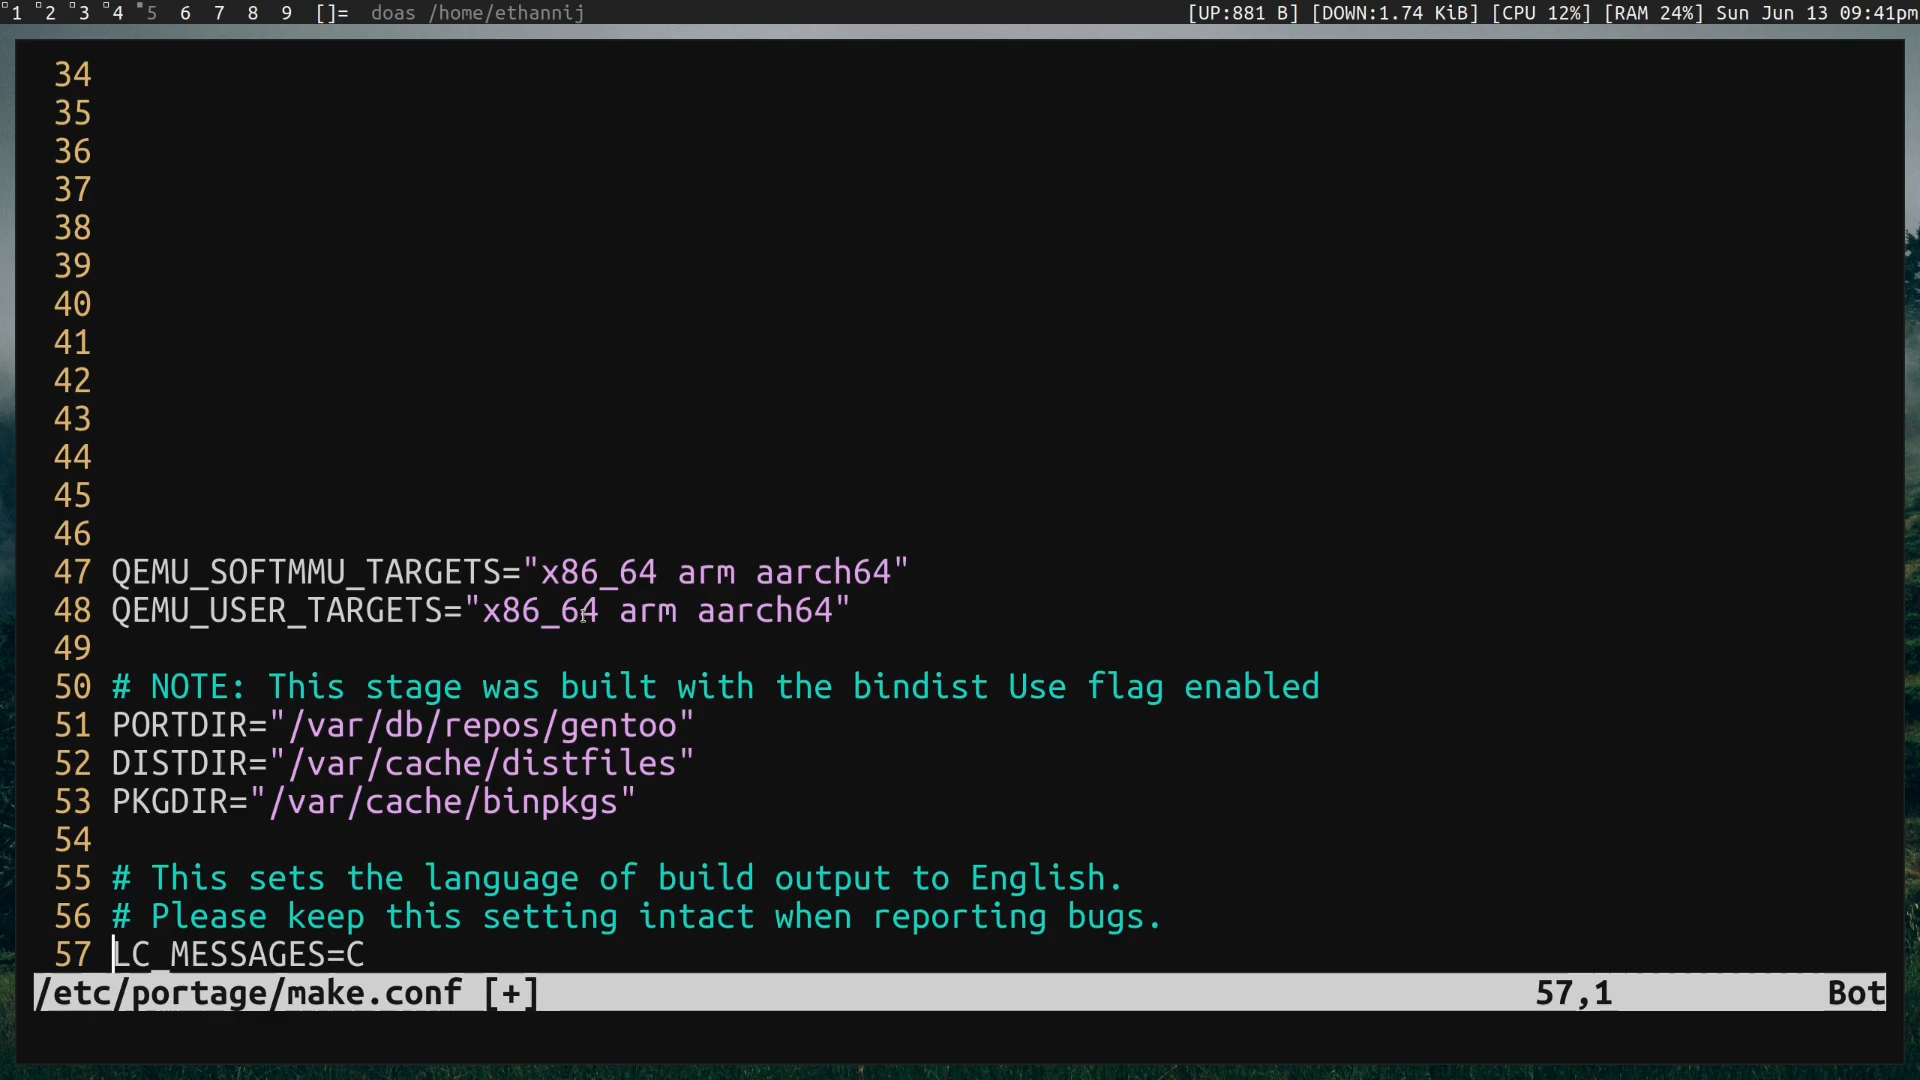 1 2 3 4 5 6 7 8 9 []= doas /home/ethannij [UP:881 B] [DOWN:1.74 KiB] [CPU 12%] [RAM 24%] Sun Jun 13 09:41pm
34
35
36
37
38
39
40
41
42
43
44
45
46
47 QEMU_SOFTMMU_TARGETS="x86_64 arm aarch64"
48 QEMU_USER_TARGETS="x86_64 arm aarch64"
49
50 # NOTE: This stage was built with the bindist Use flag enabled
51 PORTDIR="/var/db/repos/gentoo"
52 DISTDIR="/var/cache/distfiles"
53 PKGDIR="/var/cache/binpkgs"
54
55 # This sets the language of build output to English.
56 # Please keep this setting intact when reporting bugs.
57 LC_MESSAGES=C
/etc/portage/make.conf [+] 57,1 Bot